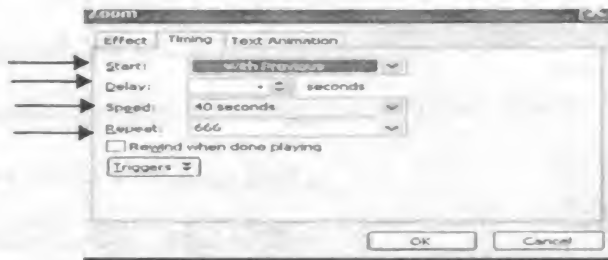 Zoom
Effect Timing Text Animation
Start: With Previous
Delay: seconds
Speed: 40 seconds
Repeat: 666
Rewind when done playing
Triggers
OK Cancel